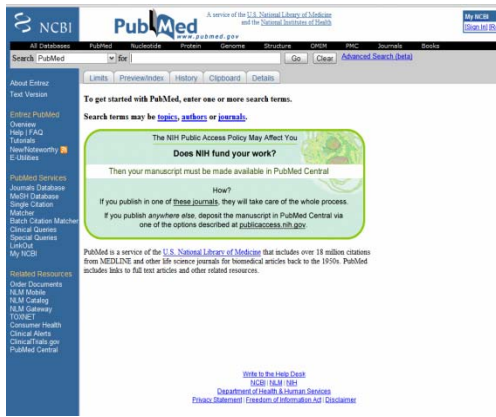 NCBI
PubMed
www.pubmed.gov
A service of the U.S. National Library of Medicine
and the National Institutes of Health
My NCBI
[Sign In] [Reg
All Databases PubMed Nucleotide Protein Genome Structure OMIM PMC Journals Books
Search PubMed for Go Clear Advanced Search (beta)
Limits Preview/Index History Clipboard Details
About Entrez
Text Version
Entrez PubMed
Overview
Help | FAQ
Tutorials
New/Noteworthy
E-Utilities
PubMed Services
Journals Database
MeSH Database
Single Citation
Matcher
Batch Citation Matcher
Clinical Queries
Special Queries
LinkOut
My NCBI
Related Resources
Order Documents
NLM Mobile
NLM Catalog
NLM Gateway
TOXNET
Consumer Health
Clinical Alerts
ClinicalTrials.gov
PubMed Central
To get started with PubMed, enter one or more search terms.
Search terms may be topics, authors or journals.
The NIH Public Access Policy May Affect You
Does NIH fund your work?
Then your manuscript must be made available in PubMed Central
How?
If you publish in one of these journals, they will take care of the whole process.
If you publish anywhere else, deposit the manuscript in PubMed Central via
one of the options described at publicaccess.nih.gov.
PubMed is a service of the U.S. National Library of Medicine that includes over 18 million citations
from MEDLINE and other life science journals for biomedical articles back to the 1950s. PubMed
includes links to full text articles and other related resources.
Write to the Help Desk
NCBI | NLM | NIH
Department of Health & Human Services
Privacy Statement | Freedom of Information Act | Disclaimer